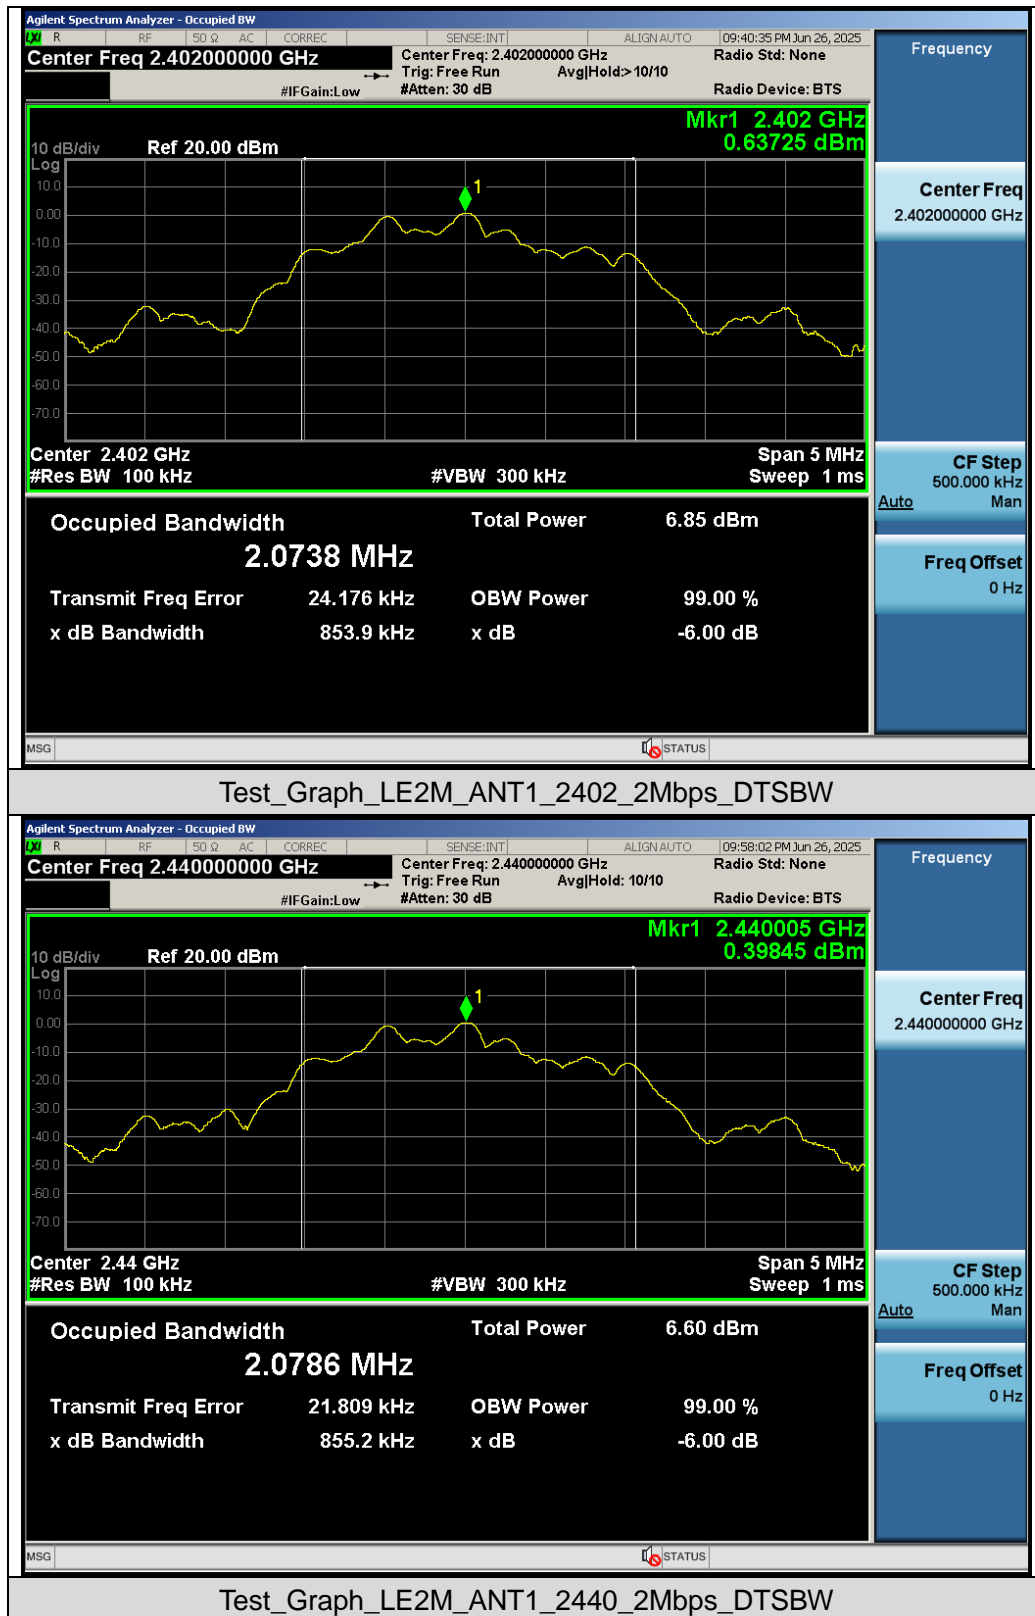 Agilent Spectrum Analyzer - Occupied BW
LXI R RF 50 Ω AC CORREC SENSE:INT ALIGN AUTO 09:40:35 PM Jun 26, 2025
Center Freq 2.402000000 GHz Center Freq: 2.402000000 GHz Radio Std: None
Trig: Free Run Avg|Hold:> 10/10
#IFGain:Low #Atten: 30 dB Radio Device: BTS
Frequency
Mkr1 2.402 GHz
0.63725 dBm
10 dB/div Ref 20.00 dBm
Log
10.0
1
0.00
-10.0
-20.0
-30.0
-40.0
-50.0
-60.0
-70.0
Center 2.402 GHz Span 5 MHz
#Res BW 100 kHz #VBW 300 kHz Sweep 1 ms
Center Freq
2.402000000 GHz
CF Step
500.000 kHz
Auto Man
Freq Offset
0 Hz
Occupied Bandwidth Total Power 6.85 dBm
2.0738 MHz
Transmit Freq Error 24.176 kHz OBW Power 99.00 %
x dB Bandwidth 853.9 kHz x dB -6.00 dB
MSG STATUS
Test_Graph_LE2M_ANT1_2402_2Mbps_DTSBW
Agilent Spectrum Analyzer - Occupied BW
LXI R RF 50 Ω AC CORREC SENSE:INT ALIGN AUTO 09:58:02 PM Jun 26, 2025
Center Freq 2.440000000 GHz Center Freq: 2.440000000 GHz Radio Std: None
Trig: Free Run Avg|Hold: 10/10
#IFGain:Low #Atten: 30 dB Radio Device: BTS
Frequency
Mkr1 2.440005 GHz
0.39845 dBm
10 dB/div Ref 20.00 dBm
Log
10.0
1
0.00
-10.0
-20.0
-30.0
-40.0
-50.0
-60.0
-70.0
Center 2.44 GHz Span 5 MHz
#Res BW 100 kHz #VBW 300 kHz Sweep 1 ms
Center Freq
2.440000000 GHz
CF Step
500.000 kHz
Auto Man
Freq Offset
0 Hz
Occupied Bandwidth Total Power 6.60 dBm
2.0786 MHz
Transmit Freq Error 21.809 kHz OBW Power 99.00 %
x dB Bandwidth 855.2 kHz x dB -6.00 dB
MSG STATUS
Test_Graph_LE2M_ANT1_2440_2Mbps_DTSBW